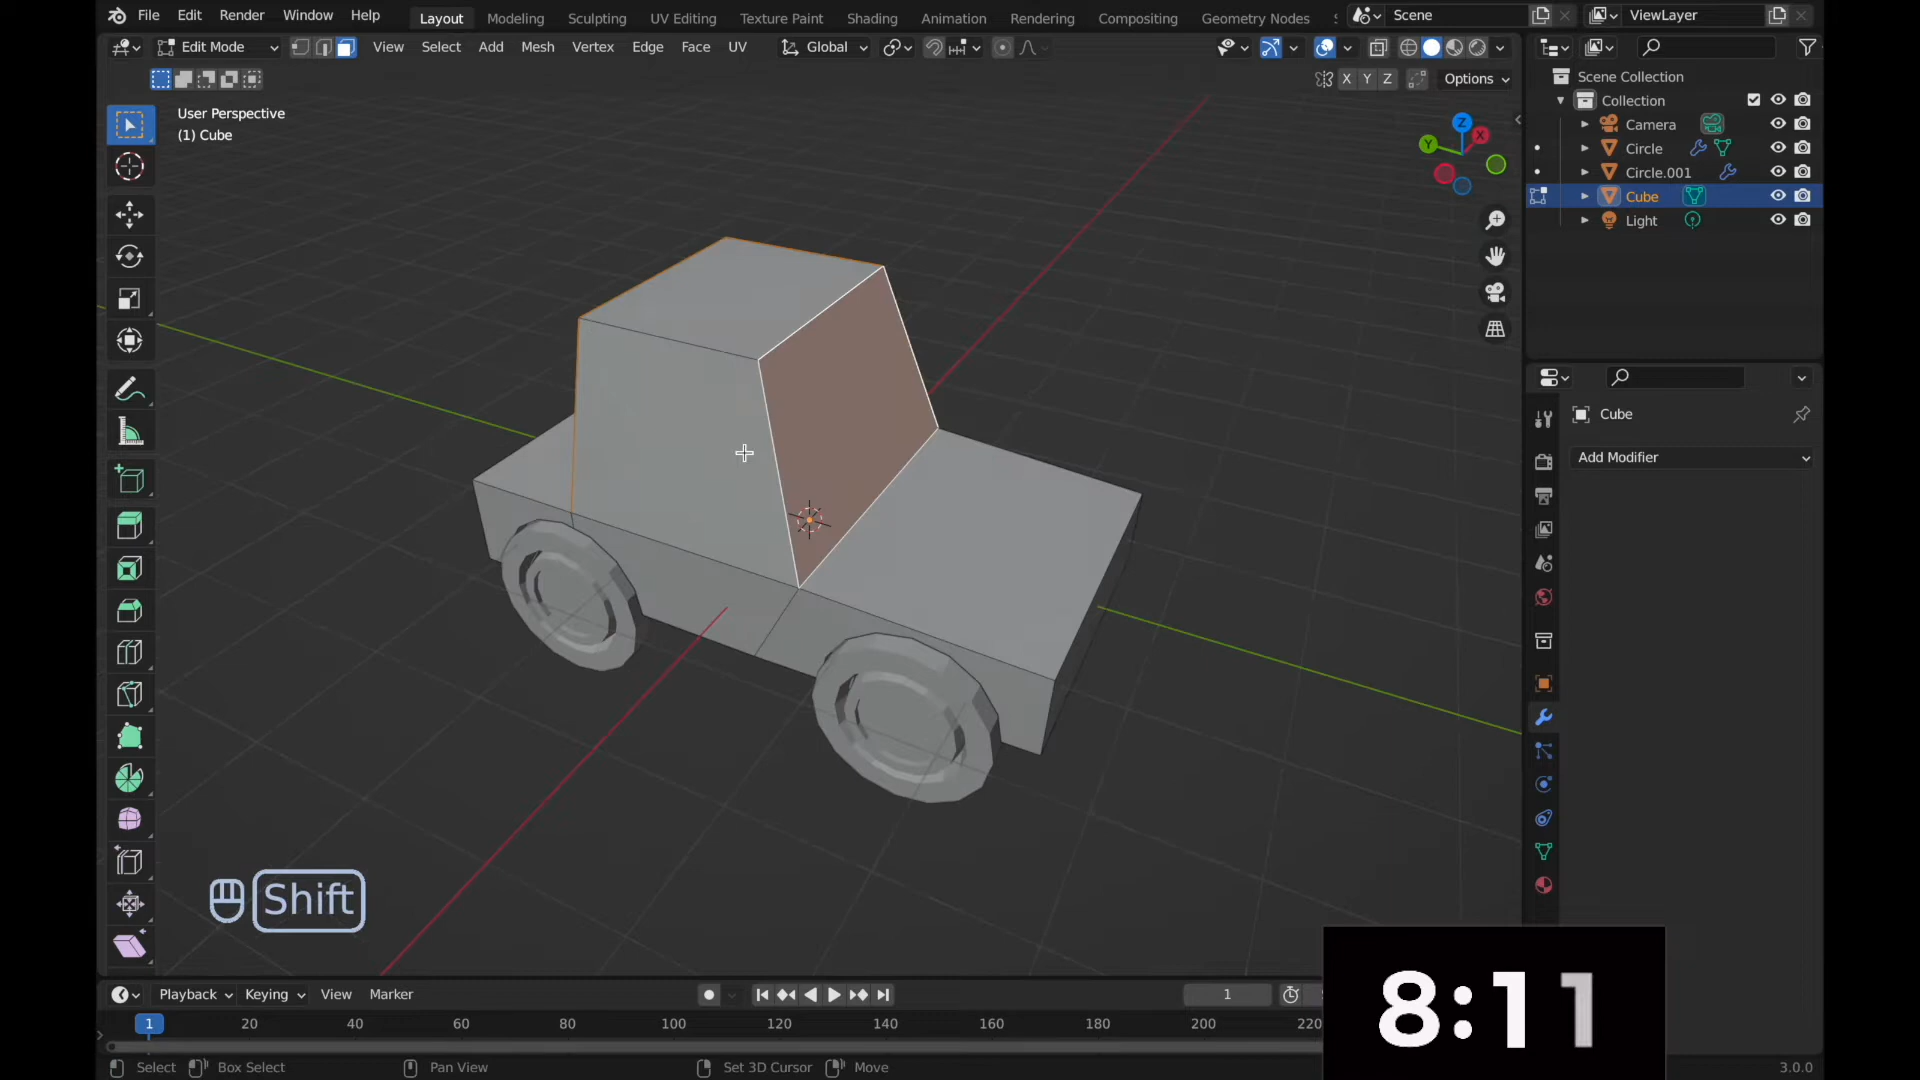 File Edit Render Window Help Layout Modeling Sculpting UV Editing Texture Paint Shading Animation Rendering Compositing Geometry Nodes Scene ViewLayer
Edit Mode View Select Add Mesh Vertex Edge Face UV Global
X Y Z Options
User Perspective
(1) Cube
Z
X
Y
Scene Collection
Collection
Camera
Circle
Circle.001
Cube
Light
Cube
Add Modifier
Shift
8:11
Playback Keying View Marker 1
1 20 40 60 80 100 120 140 160 180 200 220
Select Box Select Pan View Set 3D Cursor Move 3.0.0